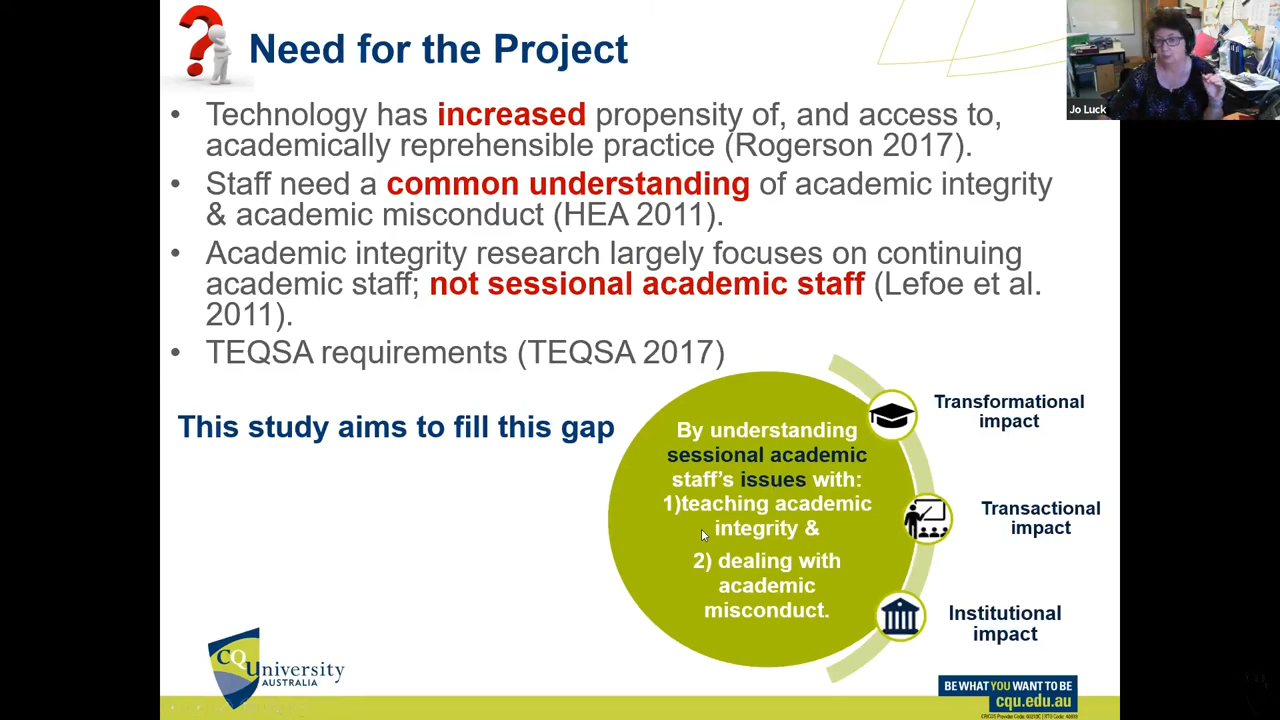 Need for the Project
Jo Luck
• Technology has increased propensity of, and access to,
academically reprehensible practice (Rogerson 2017).
• Staff need a common understanding of academic integrity
& academic misconduct (HEA 2011).
• Academic integrity research largely focuses on continuing
academic staff; not sessional academic staff (Lefoe et al.
2011).
• TEQSA requirements (TEQSA 2017)
This study aims to fill this gap
By understanding
sessional academic
staff's issues with:
1)teaching academic
integrity &
2) dealing with
academic
misconduct.
Transformational
impact
Transactional
impact
Institutional
impact
CQUniversity
AUSTRALIA
BE WHAT YOU WANT TO BE
cqu.edu.au